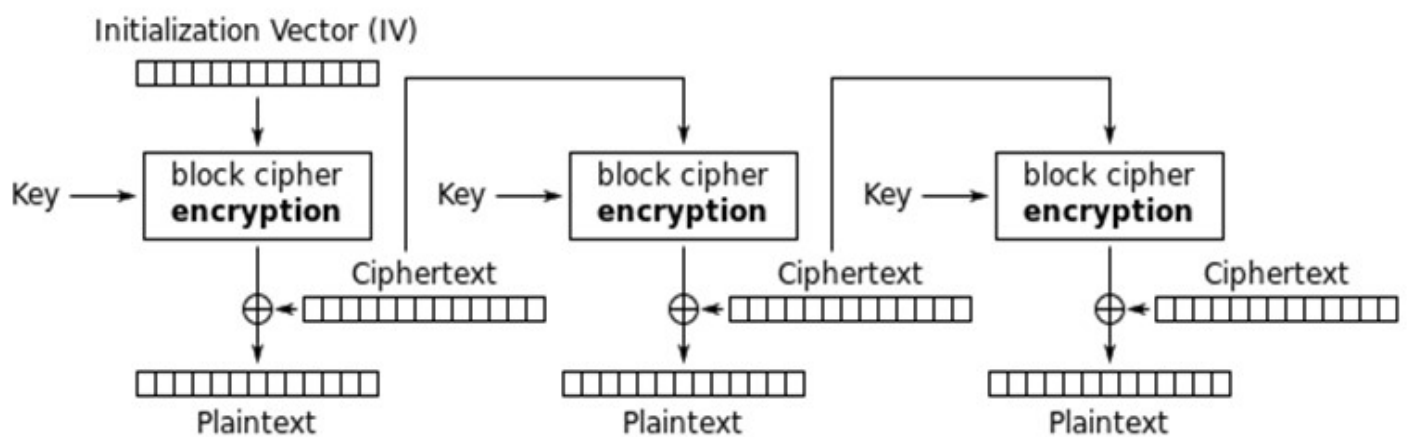 Initialization Vector (IV)
Key
block cipher
encryption
Ciphertext
Plaintext
Key
block cipher
encryption
Ciphertext
Plaintext
Key
block cipher
encryption
Ciphertext
Plaintext